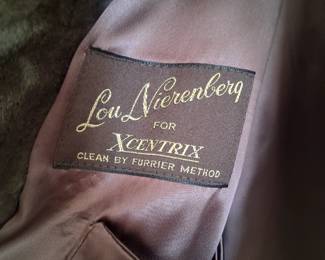 Lou Nierenberg
FOR
XCENTRIX
CLEAN BY FURRIER METHOD